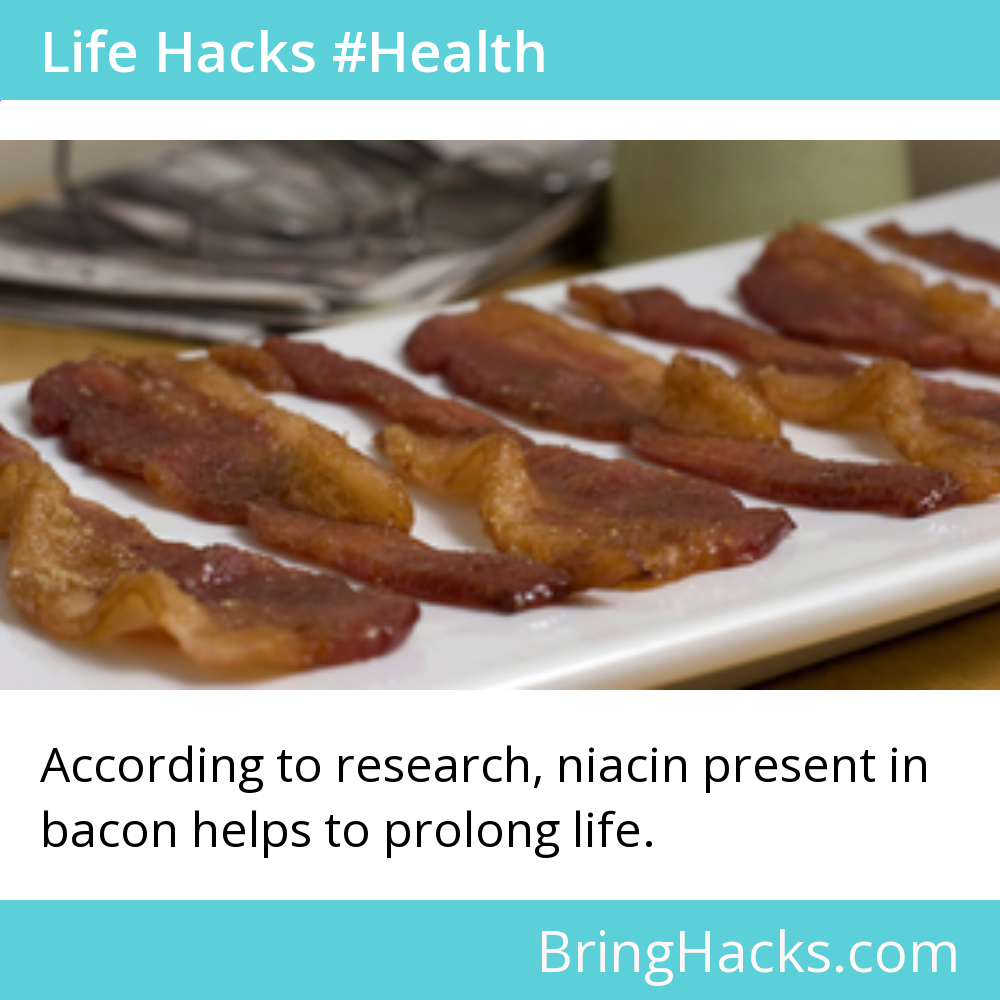 Life Hacks #Health
According to research, niacin present in
bacon helps to prolong life.
BringHacks.com